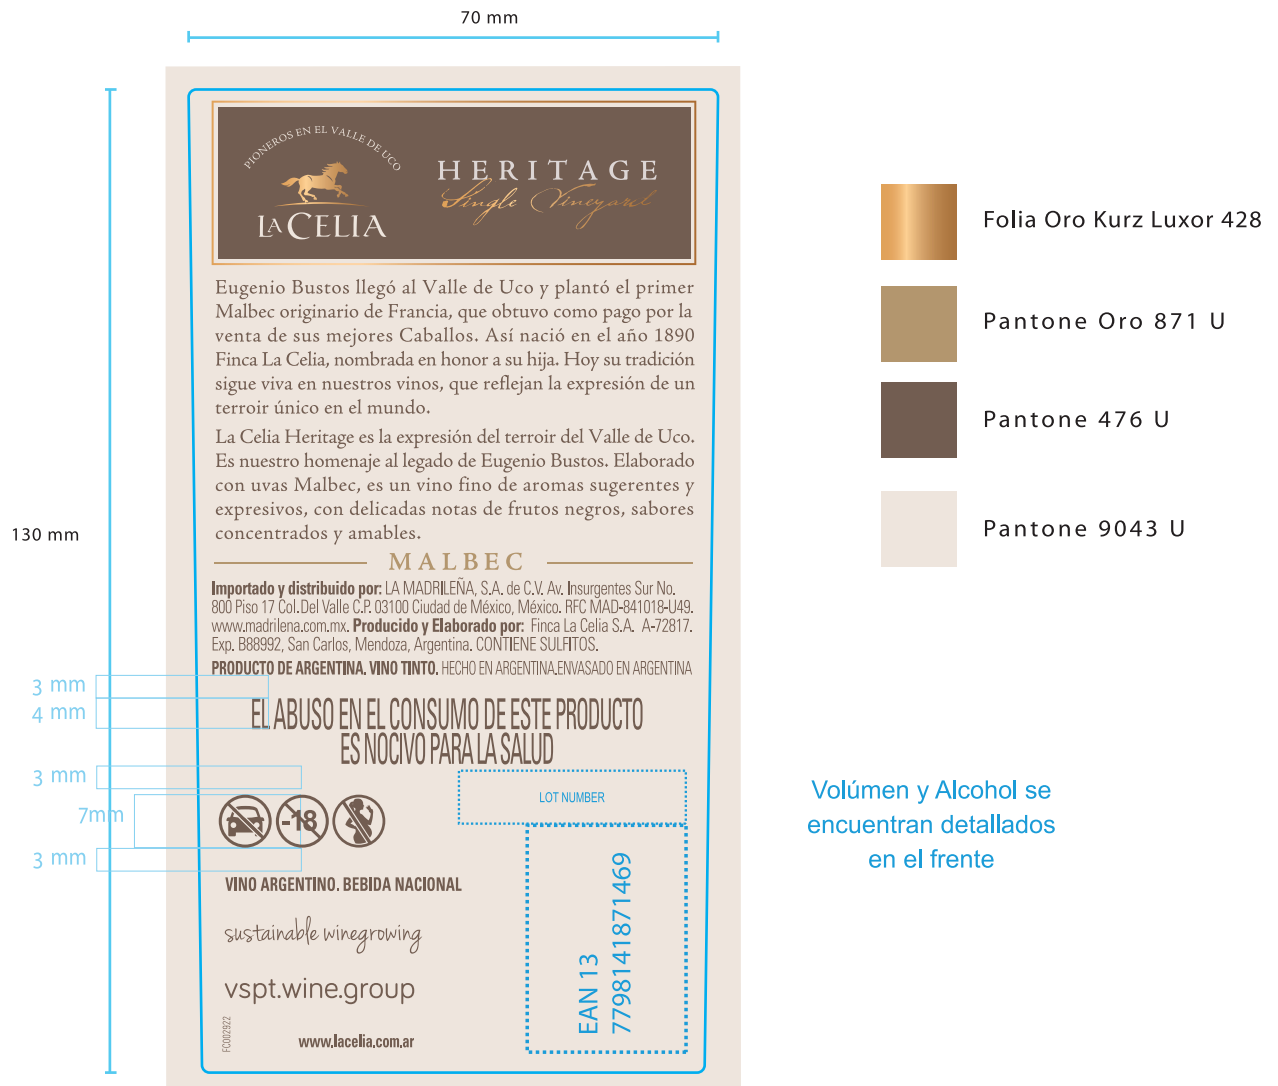 70 mm
130 mm
PIONEROS EN EL VALLE DE UCO
LA CELIA
HERITAGE
Single Vineyard
Eugenio Bustos llegó al Valle de Uco y plantó el primer
Malbec originario de Francia, que obtuvo como pago por la
venta de sus mejores Caballos. Así nació en el año 1890
Finca La Celia, nombrada en honor a su hija. Hoy su tradición
sigue viva en nuestros vinos, que reflejan la expresión de un
terroir único en el mundo.
La Celia Heritage es la expresión del terroir del Valle de Uco.
Es nuestro homenaje al legado de Eugenio Bustos. Elaborado
con uvas Malbec, es un vino fino de aromas sugerentes y
expresivos, con delicadas notas de frutos negros, sabores
concentrados y amables.
MALBEC
Importado y distribuido por: LA MADRILEÑA, S.A. de C.V. Av. Insurgentes Sur No.
800 Piso 17 Col.Del Valle C.P. 03100 Ciudad de México, México. RFC MAD-841018-U49.
www.madrilena.com.mx. Producido y Elaborado por: Finca La Celia S.A. A-72817.
Exp. B88992, San Carlos, Mendoza, Argentina. CONTIENE SULFITOS.
PRODUCTO DE ARGENTINA. VINO TINTO. HECHO EN ARGENTINA.ENVASADO EN ARGENTINA
3 mm
4 mm
EL ABUSO EN EL CONSUMO DE ESTE PRODUCTO
ES NOCIVO PARA LA SALUD
3 mm
7mm
3 mm
-18
LOT NUMBER
EAN 13
7798141871469
VINO ARGENTINO. BEBIDA NACIONAL
sustainable winegrowing
vspt.wine.group
FC002922
www.lacelia.com.ar
Folia Oro Kurz Luxor 428
Pantone Oro 871 U
Pantone 476 U
Pantone 9043 U
Volúmen y Alcohol se
encuentran detallados
en el frente